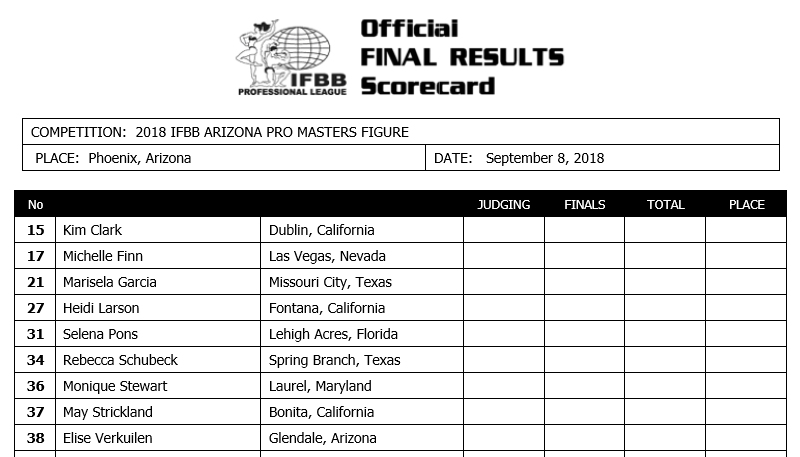 Official
FINAL RESULTS
Scorecard
IFBB
PROFESSIONAL LEAGUE
COMPETITION: 2018 IFBB ARIZONA PRO MASTERS FIGURE
PLACE: Phoenix, Arizona DATE: September 8, 2018
No JUDGING FINALS TOTAL PLACE
15 Kim Clark Dublin, California
17 Michelle Finn Las Vegas, Nevada
21 Marisela Garcia Missouri City, Texas
27 Heidi Larson Fontana, California
31 Selena Pons Lehigh Acres, Florida
34 Rebecca Schubeck Spring Branch, Texas
36 Monique Stewart Laurel, Maryland
37 May Strickland Bonita, California
38 Elise Verkuilen Glendale, Arizona